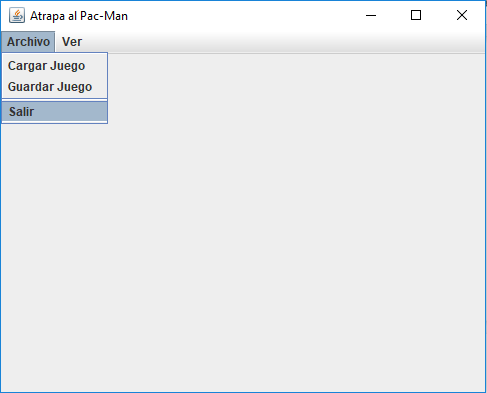 Atrapa al Pac-Man
Archivo Ver
Cargar Juego
Guardar Juego
Salir